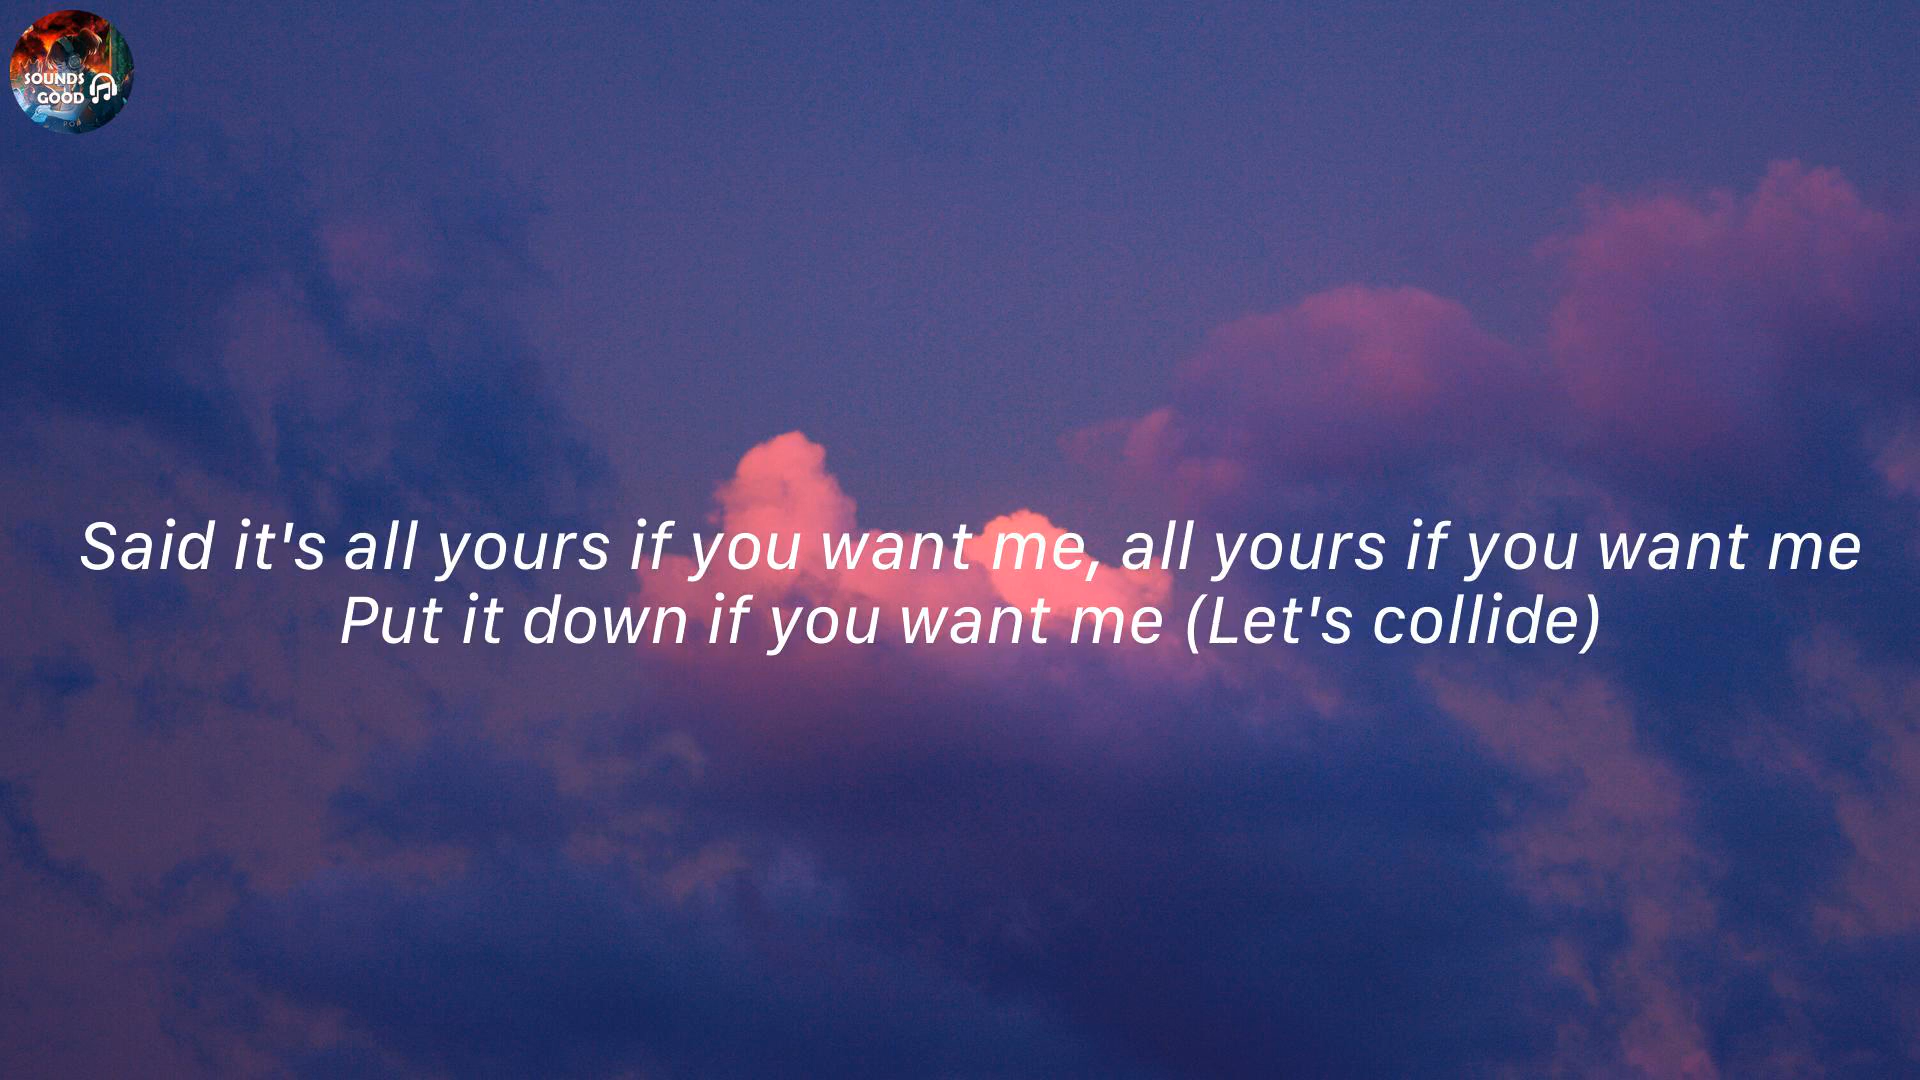 SOUNDS
GOOD
POP
Said it's all yours if you want me, all yours if you want me
Put it down if you want me (Let's collide)